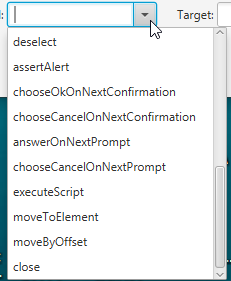 : Target:
deselect
assertAlert
chooseOkOnNextConfirmation
chooseCancelOnNextConfirmation
answerOnNextPrompt
chooseCancelOnNextPrompt
executeScript
moveToElement
moveByOffset
close